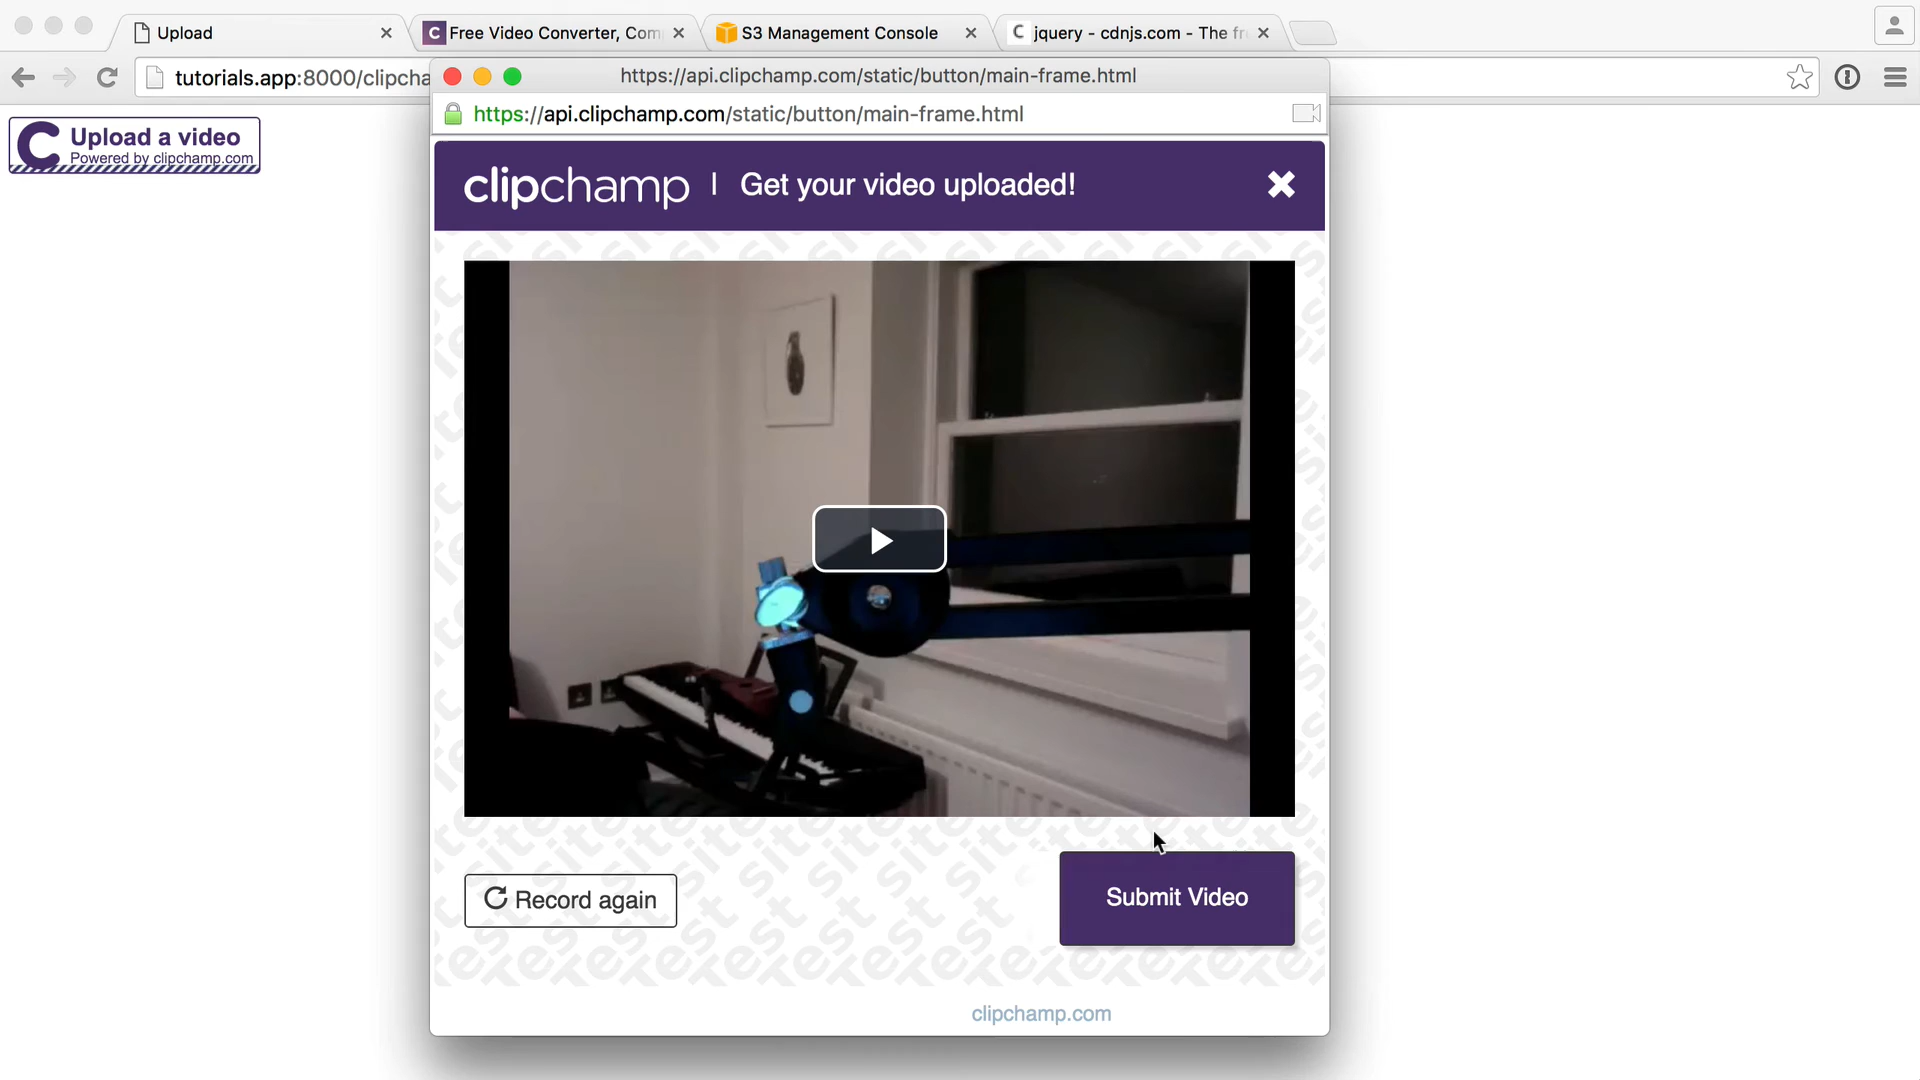 Upload
Free Video Converter, Com
S3 Management Console
jquery - cdnjs.com - The fr
tutorials.app:8000/clipcha
https://api.clipchamp.com/static/button/main-frame.html
https://api.clipchamp.com/static/button/main-frame.html
Upload a video
Powered by clipchamp.com
clipchamp | Get your video uploaded!
Record again
Submit Video
clipchamp.com